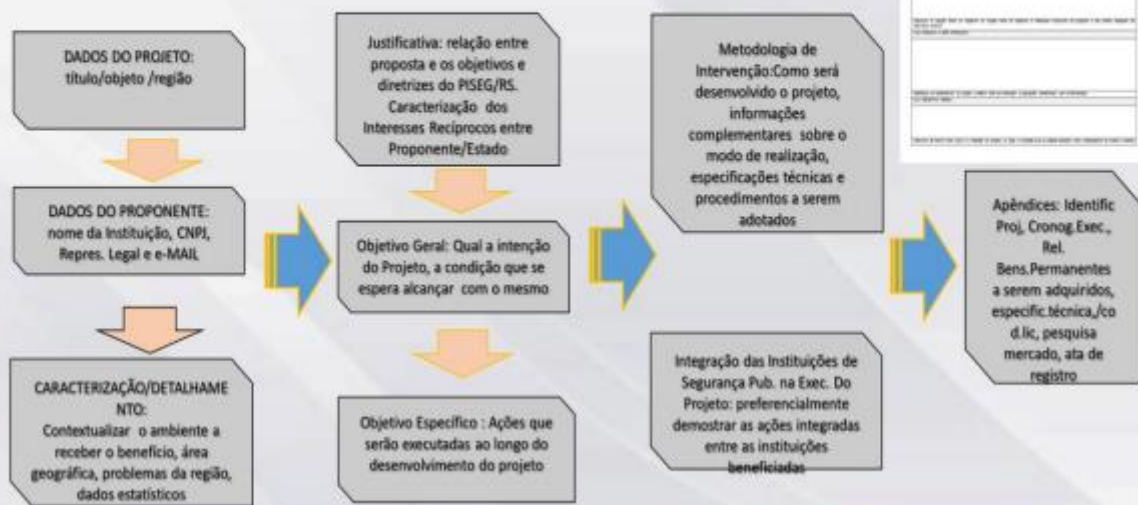 DADOS DO PROJETO:
título/objeto /região
DADOS DO PROPONENTE:
nome da Instituição, CNPJ,
Repres. Legal e e-MAIL
CARACTERIZAÇÃO/DETALHAME
NTO:
Contextualizar o ambiente a
receber o benefício, área
geográfica, problemas da região,
dados estatísticos
Justificativa: relação entre
proposta e os objetivos e
diretrizes do PISEG/RS.
Caracterização dos
Interesses Recíprocos entre
Proponente/Estado
Objetivo Geral: Qual a intenção
do Projeto, a condição que se
espera alcançar com o mesmo
Objetivo Específico : Ações que
serão executadas ao longo do
desenvolvimento do projeto
Metodologia de
Intervenção:Como será
desenvolvido o projeto,
informações
complementares sobre o
modo de realização,
especificações técnicas e
procedimentos a serem
adotados
Integração das Instituições de
Segurança Pub. na Exec. Do
Projeto: preferencialmente
demostrar as ações integradas
entre as instituições
beneficiadas
Apêndices: Identific
Proj, Cronog.Exec.,
Rel.
Bens.Permanentes
a serem adquiridos,
especific.técnica,/co
d.lic, pesquisa
mercado, ata de
registro